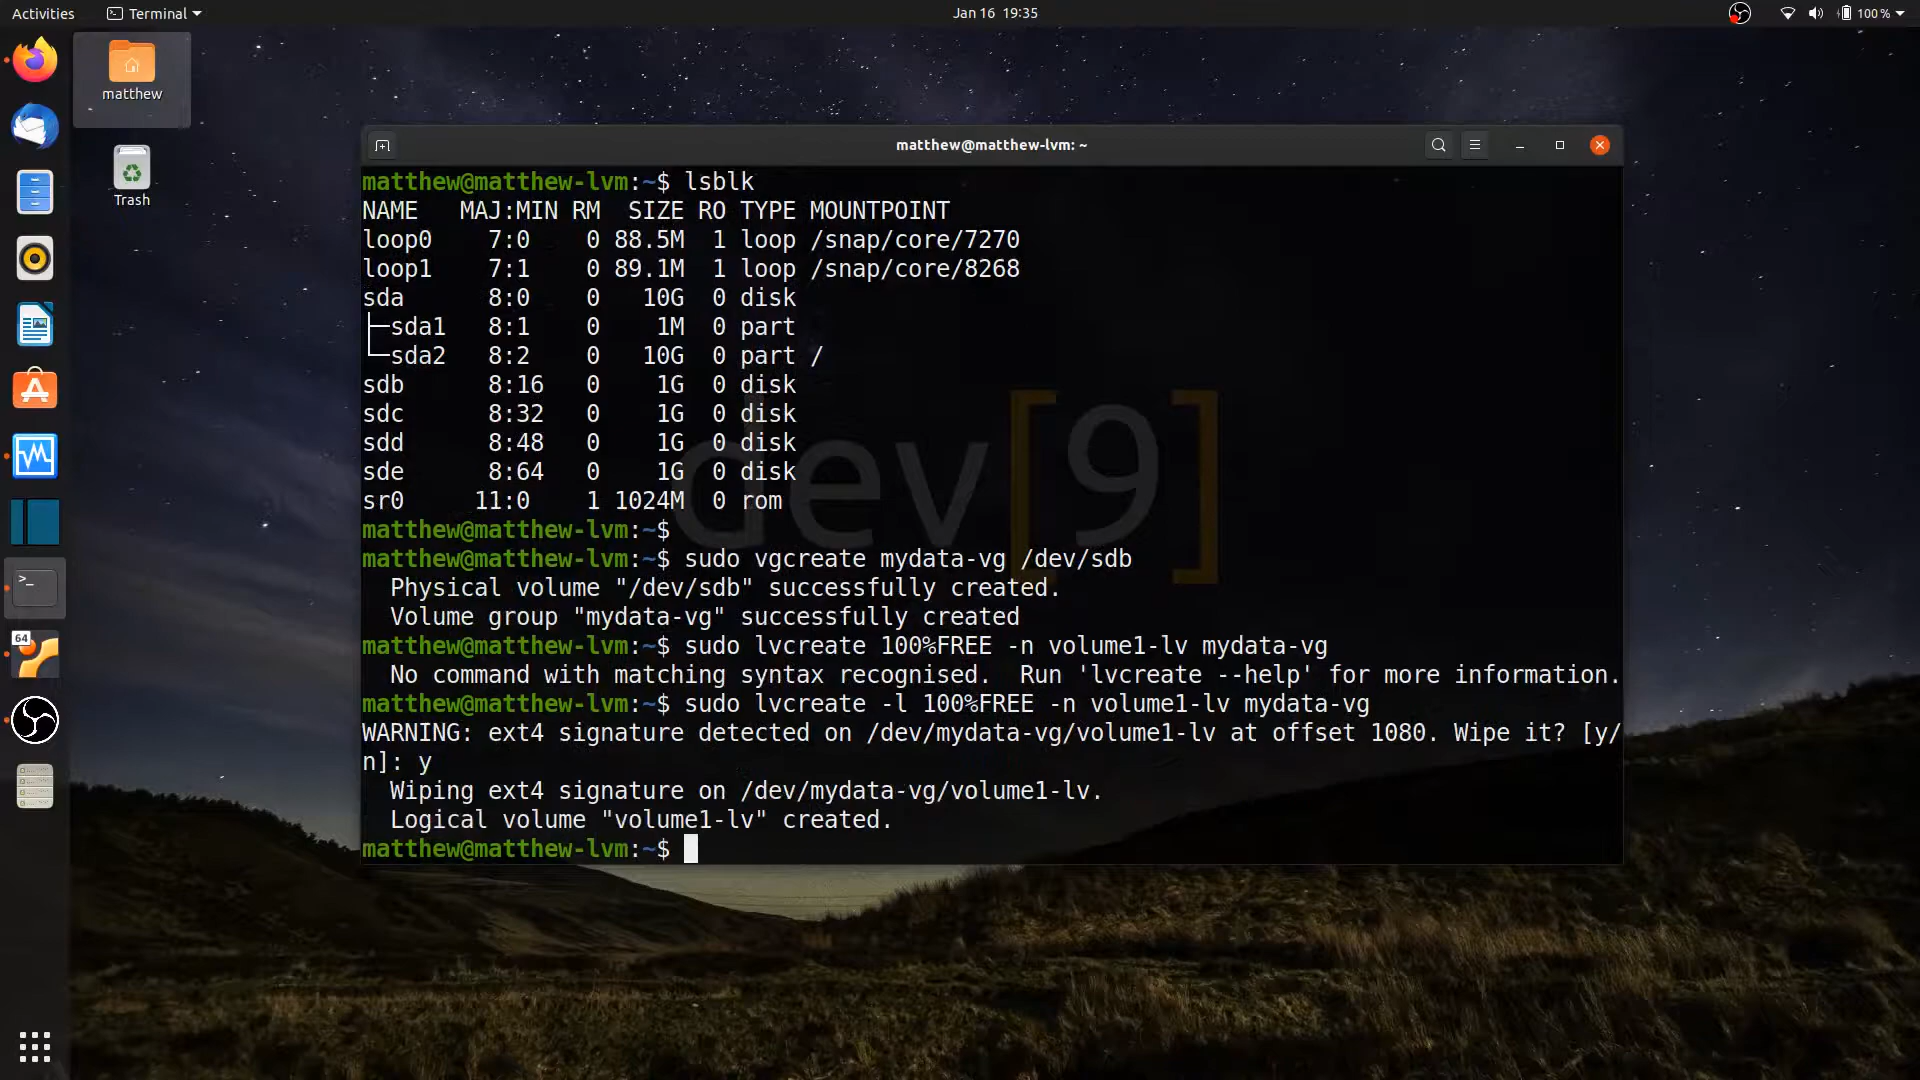 Activities
Terminal
Jan 16 19:35
100 %
matthew
Trash
matthew@matthew-lvm: ~
matthew@matthew-lvm:~$ lsblk
NAME   MAJ:MIN RM   SIZE RO TYPE MOUNTPOINT
loop0    7:0    0  88.5M  1 loop /snap/core/7270
loop1    7:1    0  89.1M  1 loop /snap/core/8268
sda      8:0    0    10G  0 disk
├─sda1   8:1    0     1M  0 part
└─sda2   8:2    0    10G  0 part /
sdb      8:16   0     1G  0 disk
sdc      8:32   0     1G  0 disk
sdd      8:48   0     1G  0 disk
sde      8:64   0     1G  0 disk
sr0     11:0    1  1024M  0 rom
matthew@matthew-lvm:~$
matthew@matthew-lvm:~$ sudo vgcreate mydata-vg /dev/sdb
  Physical volume "/dev/sdb" successfully created.
  Volume group "mydata-vg" successfully created
matthew@matthew-lvm:~$ sudo lvcreate 100%FREE -n volume1-lv mydata-vg
  No command with matching syntax recognised.  Run 'lvcreate --help' for more information.
matthew@matthew-lvm:~$ sudo lvcreate -l 100%FREE -n volume1-lv mydata-vg
WARNING: ext4 signature detected on /dev/mydata-vg/volume1-lv at offset 1080. Wipe it? [y/
n]: y
  Wiping ext4 signature on /dev/mydata-vg/volume1-lv.
  Logical volume "volume1-lv" created.
matthew@matthew-lvm:~$
dev[9]
64
>_